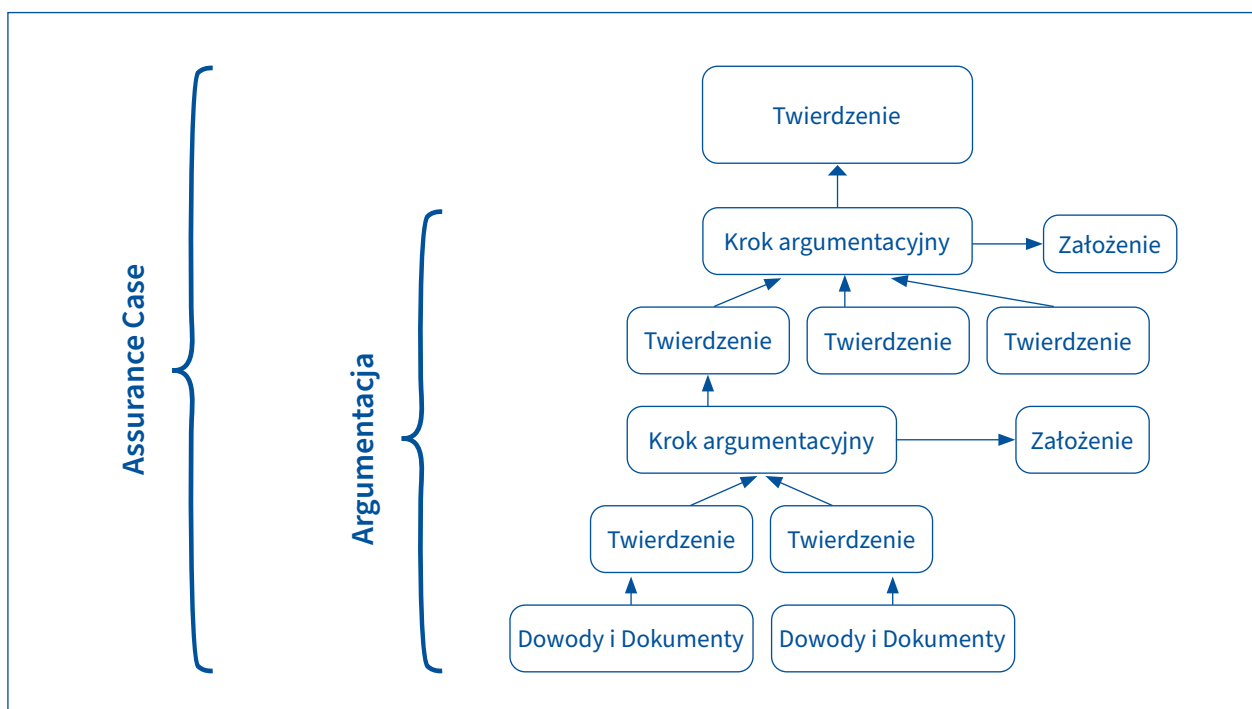 Assurance Case
Argumentacja
Twierdzenie
Krok argumentacyjny
Założenie
Twierdzenie
Twierdzenie
Twierdzenie
Krok argumentacyjny
Założenie
Twierdzenie
Twierdzenie
Dowody i Dokumenty
Dowody i Dokumenty